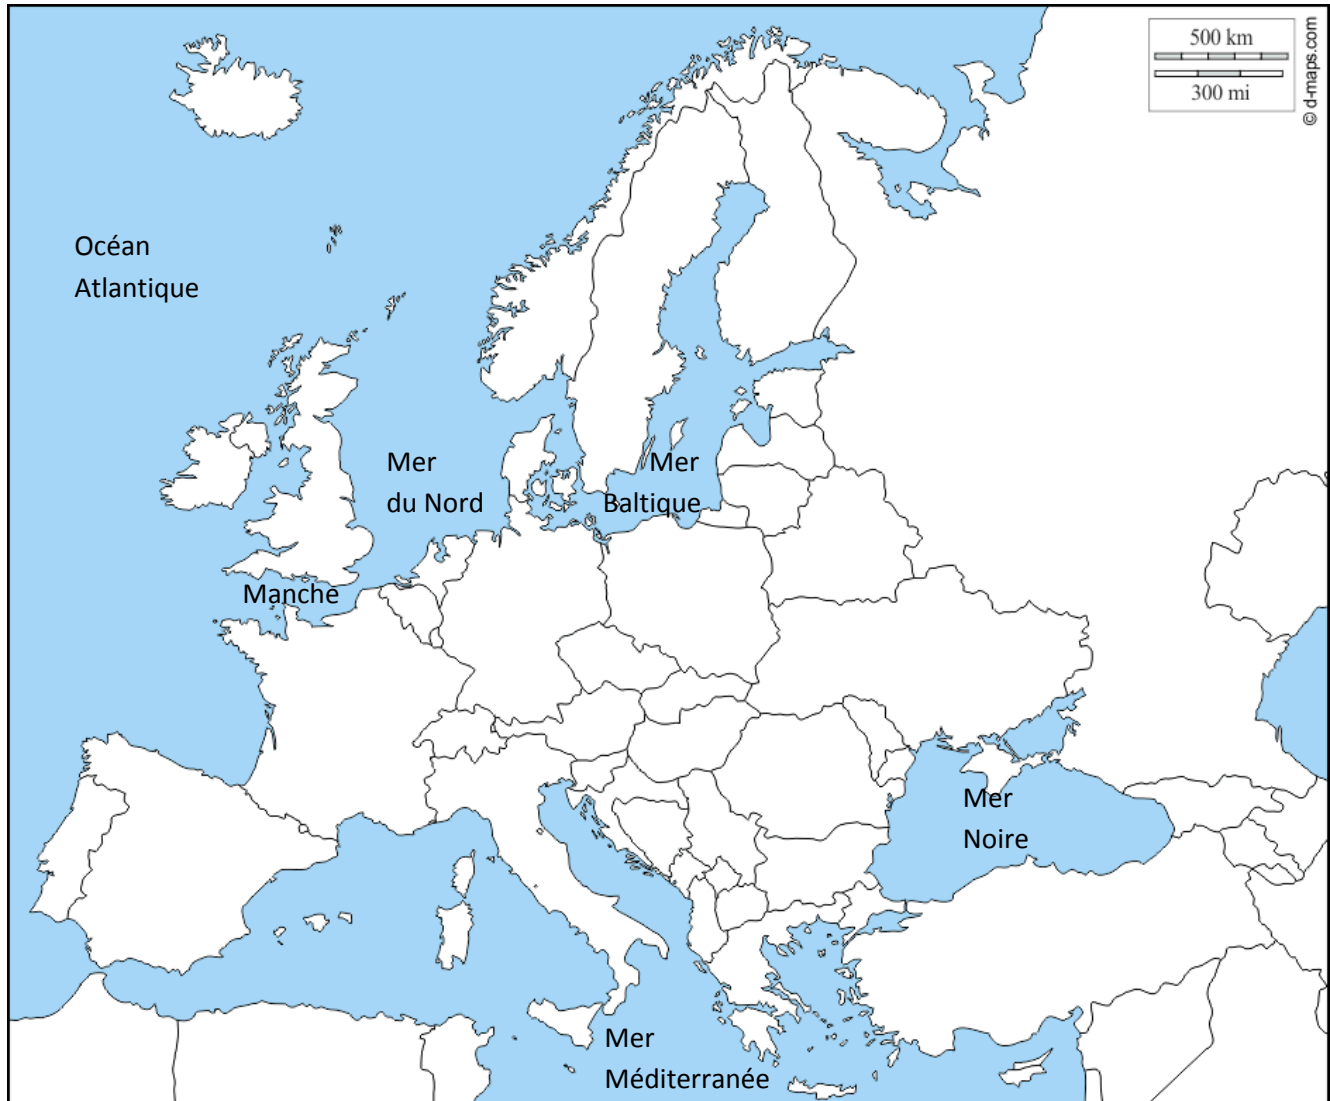 500 km
300 mi
© d-maps.com
Océan
Atlantique
Mer
du Nord
Mer
Baltique
Manche
Mer
Noire
Mer
Méditerranée